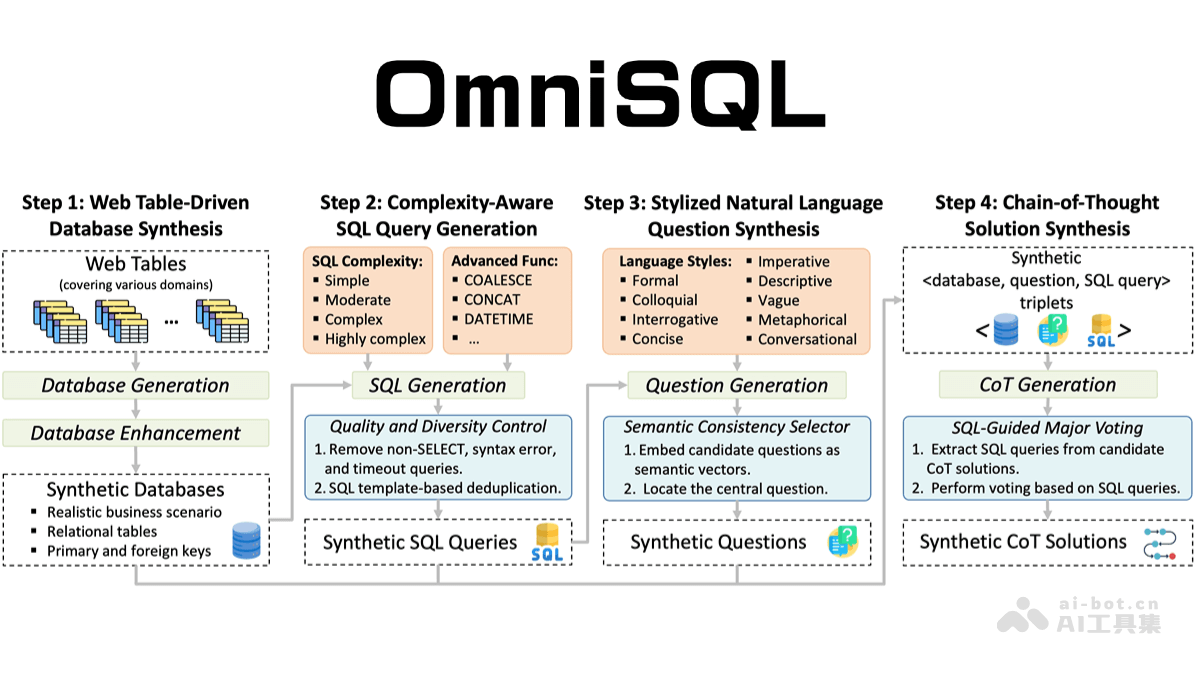 OmniSQL
Step 1: Web Table-Driven
Database Synthesis
Web Tables
(covering various domains)
...
Database Generation
Database Enhancement
Synthetic Databases
▪ Realistic business scenario
▪ Relational tables
▪ Primary and foreign keys
Step 2: Complexity-Aware
SQL Query Generation
SQL Complexity:
▪ Simple
▪ Moderate
▪ Complex
▪ Highly complex
Advanced Func:
▪ COALESCE
▪ CONCAT
▪ DATETIME
▪ ...
SQL Generation
Quality and Diversity Control
1. Remove non-SELECT, syntax error,
and timeout queries.
2. SQL template-based deduplication.
Synthetic SQL Queries
SQL
Step 3: Stylized Natural Language
Question Synthesis
Language Styles:
▪ Formal
▪ Colloquial
▪ Interrogative
▪ Concise
▪ Imperative
▪ Descriptive
▪ Vague
▪ Metaphorical
▪ Conversational
Question Generation
Semantic Consistency Selector
1. Embed candidate questions as
semantic vectors.
2. Locate the central question.
Synthetic Questions
?
Step 4: Chain-of-Thought
Solution Synthesis
Synthetic
<database, question, SQL query>
triplets
< ? SQL >
CoT Generation
SQL-Guided Major Voting
1. Extract SQL queries from candidate
CoT solutions.
2. Perform voting based on SQL queries.
Synthetic CoT Solutions
ai-bot.cn
AI工具集